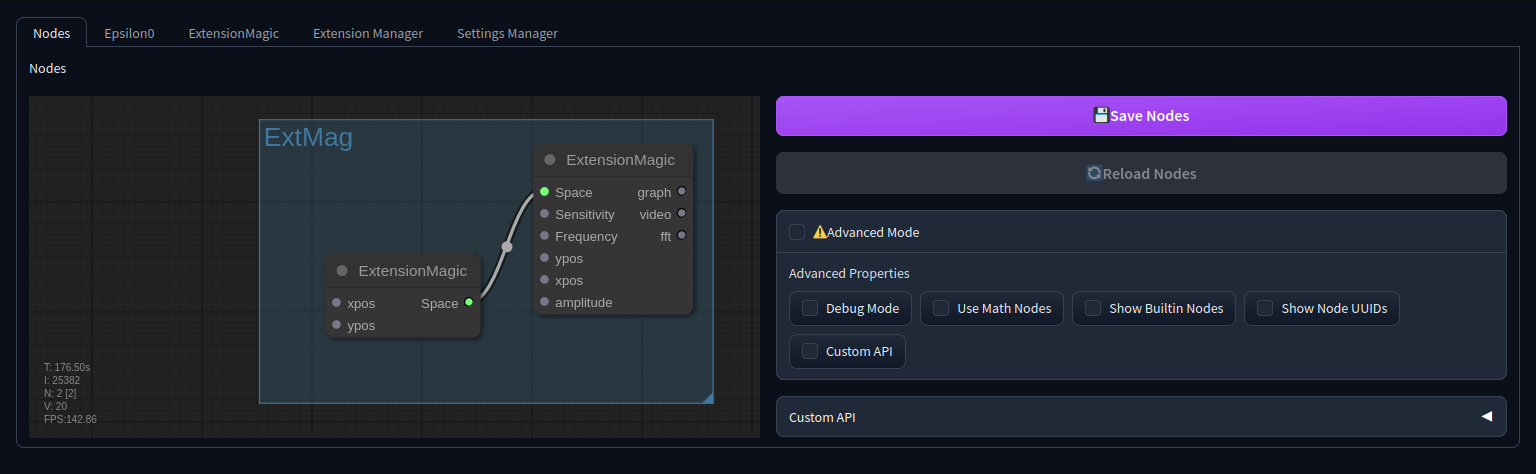 Nodes Epsilon0 ExtensionMagic Extension Manager Settings Manager
Nodes
ExtMag
ExtensionMagic
Space graph
Sensitivity video
Frequency fft
ypos
xpos
amplitude
ExtensionMagic
xpos Space
ypos
T: 176.50s
I: 25382
N: 2 [2]
V: 20
FPS:142.86
💾Save Nodes
🔄Reload Nodes
⚠️Advanced Mode
Advanced Properties
Debug Mode Use Math Nodes Show Builtin Nodes Show Node UUIDs
Custom API
Custom API ◀